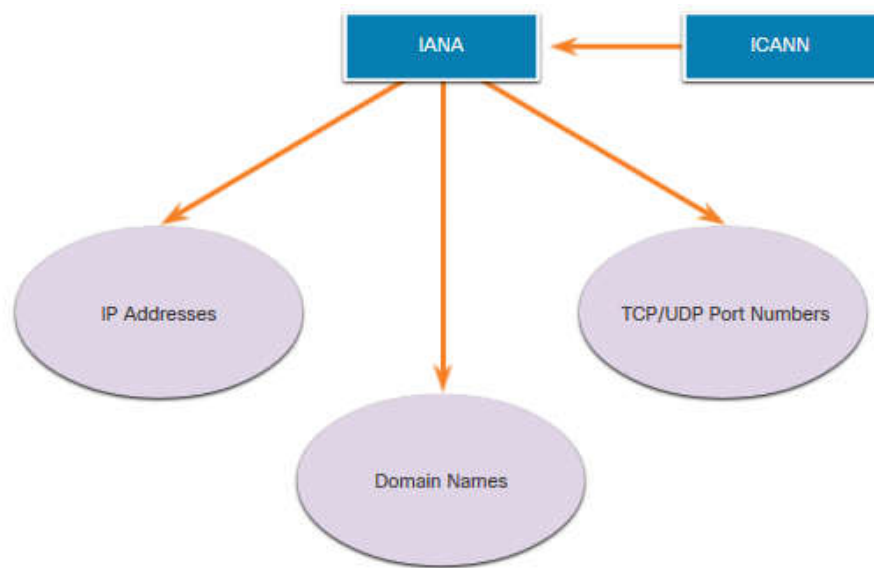 IANA
ICANN
IP Addresses
TCP/UDP Port Numbers
Domain Names